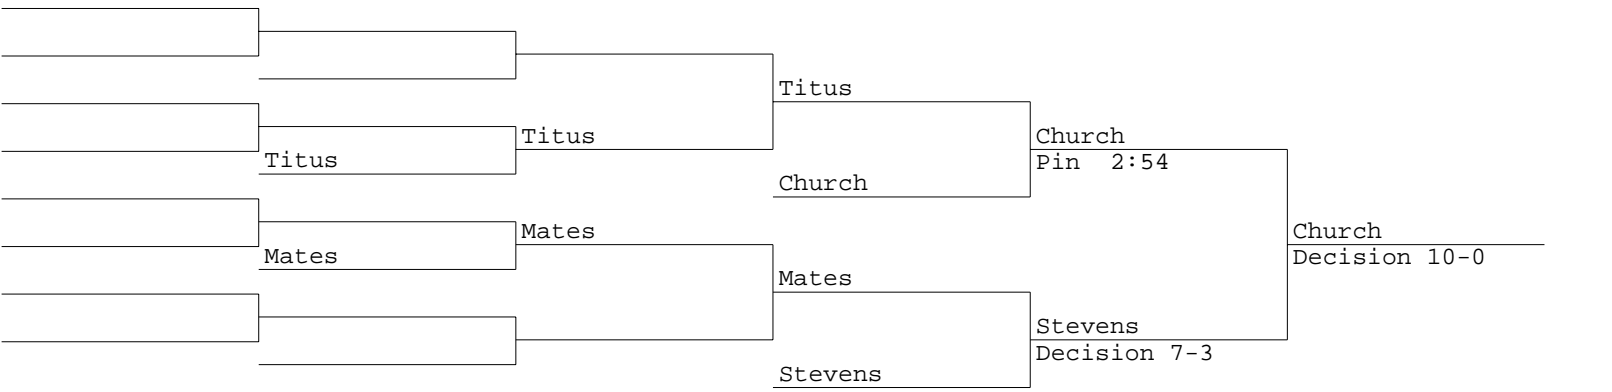 Titus
Titus
Church
Titus
Pin  2:54
Church
Mates
Church
Mates
Decision 10-0
Mates
Stevens
Decision 7-3
Stevens